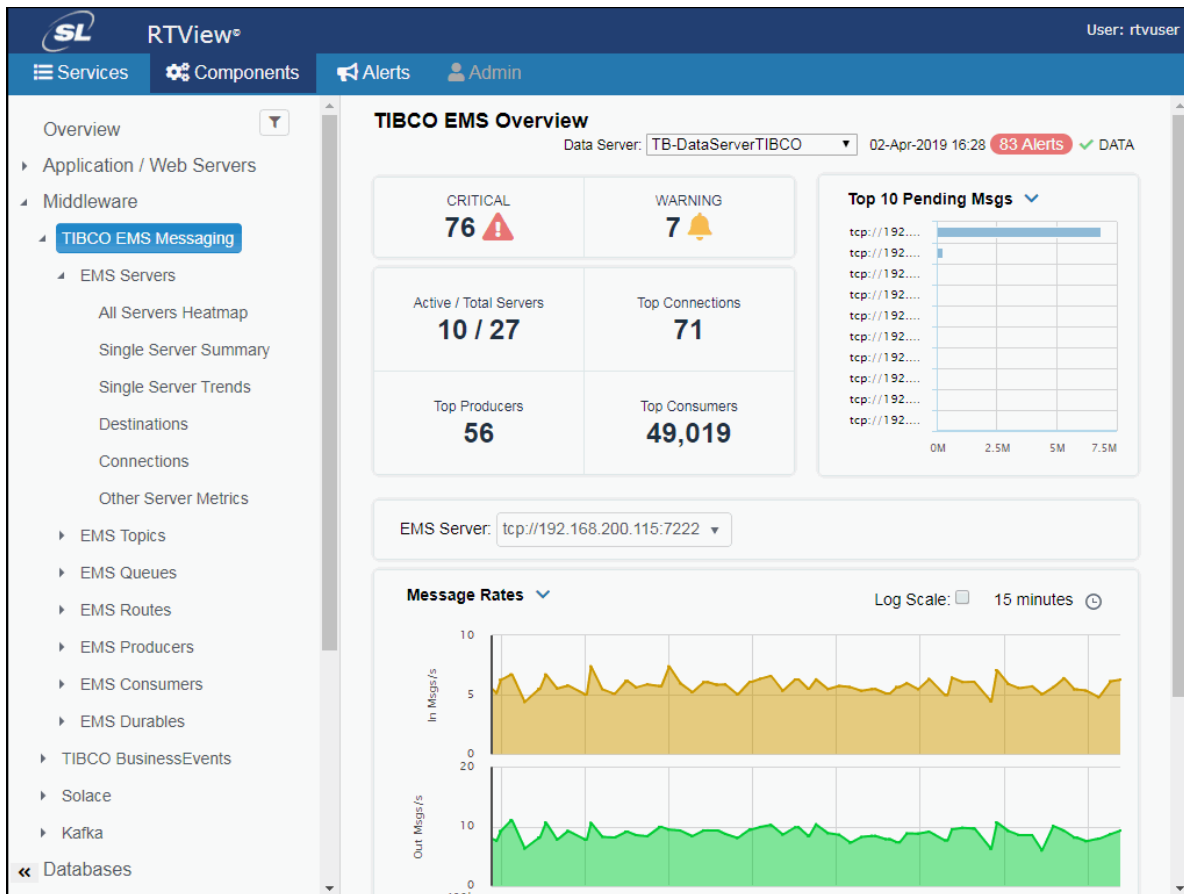 SL RTView®
User: rtvuser
Services Components Alerts Admin
Overview
Application / Web Servers
Middleware
TIBCO EMS Messaging
EMS Servers
All Servers Heatmap
Single Server Summary
Single Server Trends
Destinations
Connections
Other Server Metrics
EMS Topics
EMS Queues
EMS Routes
EMS Producers
EMS Consumers
EMS Durables
TIBCO BusinessEvents
Solace
Kafka
« Databases
TIBCO EMS Overview
Data Server: TB-DataServerTIBCO 02-Apr-2019 16:28 83 Alerts DATA
CRITICAL
76
WARNING
7
Active / Total Servers
10 / 27
Top Connections
71
Top Producers
56
Top Consumers
49,019
Top 10 Pending Msgs
tcp://192....
tcp://192....
tcp://192....
tcp://192....
tcp://192....
tcp://192....
tcp://192....
tcp://192....
tcp://192....
tcp://192....
0M 2.5M 5M 7.5M
EMS Server: tcp://192.168.200.115:7222
Message Rates
Log Scale: 15 minutes
10
5
0
In Msgs/s
20
10
0
Out Msgs/s